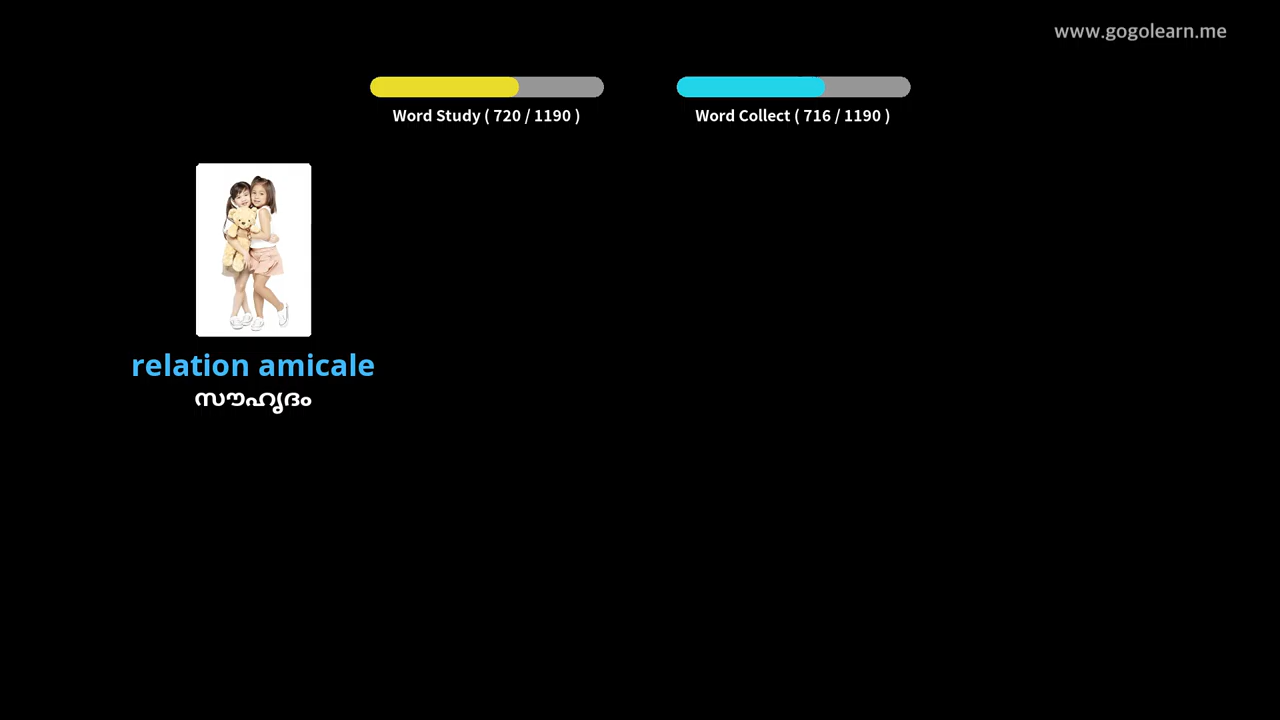 www.gogolearn.me
Word Study ( 720 / 1190 )
Word Collect ( 716 / 1190 )
relation amicale
സൗഹൃദം